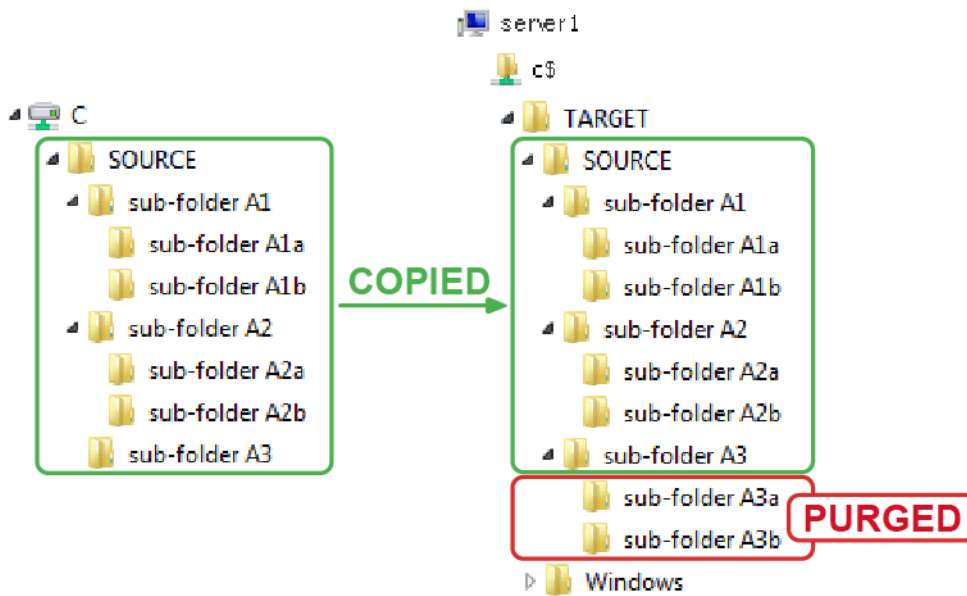 server1
c$
C
SOURCE
sub-folder A1
sub-folder A1a
sub-folder A1b
sub-folder A2
sub-folder A2a
sub-folder A2b
sub-folder A3
COPIED
TARGET
SOURCE
sub-folder A1
sub-folder A1a
sub-folder A1b
sub-folder A2
sub-folder A2a
sub-folder A2b
sub-folder A3
sub-folder A3a
sub-folder A3b
PURGED
Windows